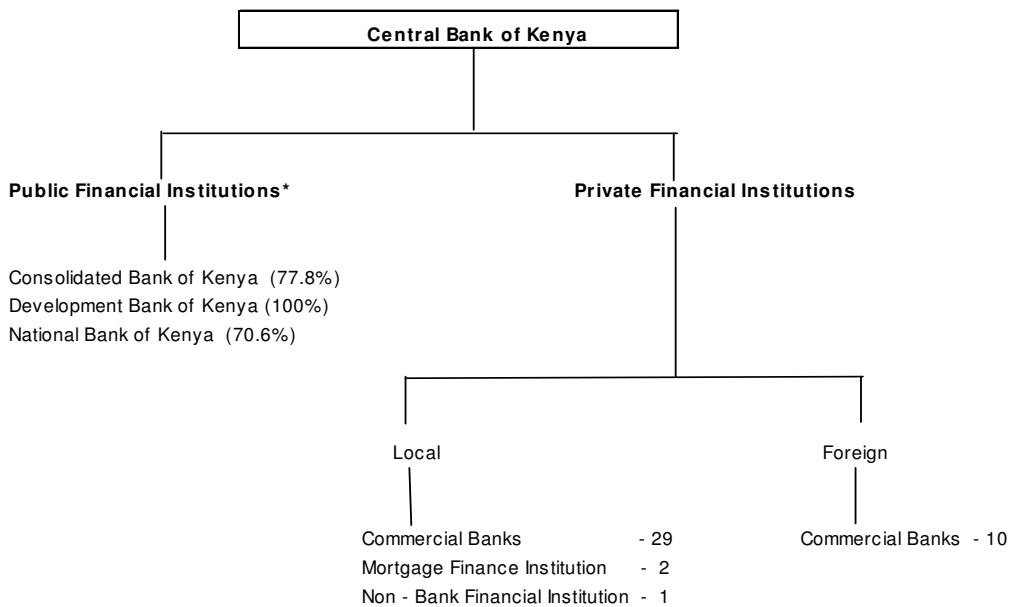 Central Bank of Kenya
Public Financial Institutions*
Private Financial Institutions
Consolidated Bank of Kenya (77.8%)
Development Bank of Kenya (100%)
National Bank of Kenya (70.6%)
Local
Foreign
Commercial Banks - 29
Mortgage Finance Institution - 2
Non - Bank Financial Institution - 1
Commercial Banks - 10